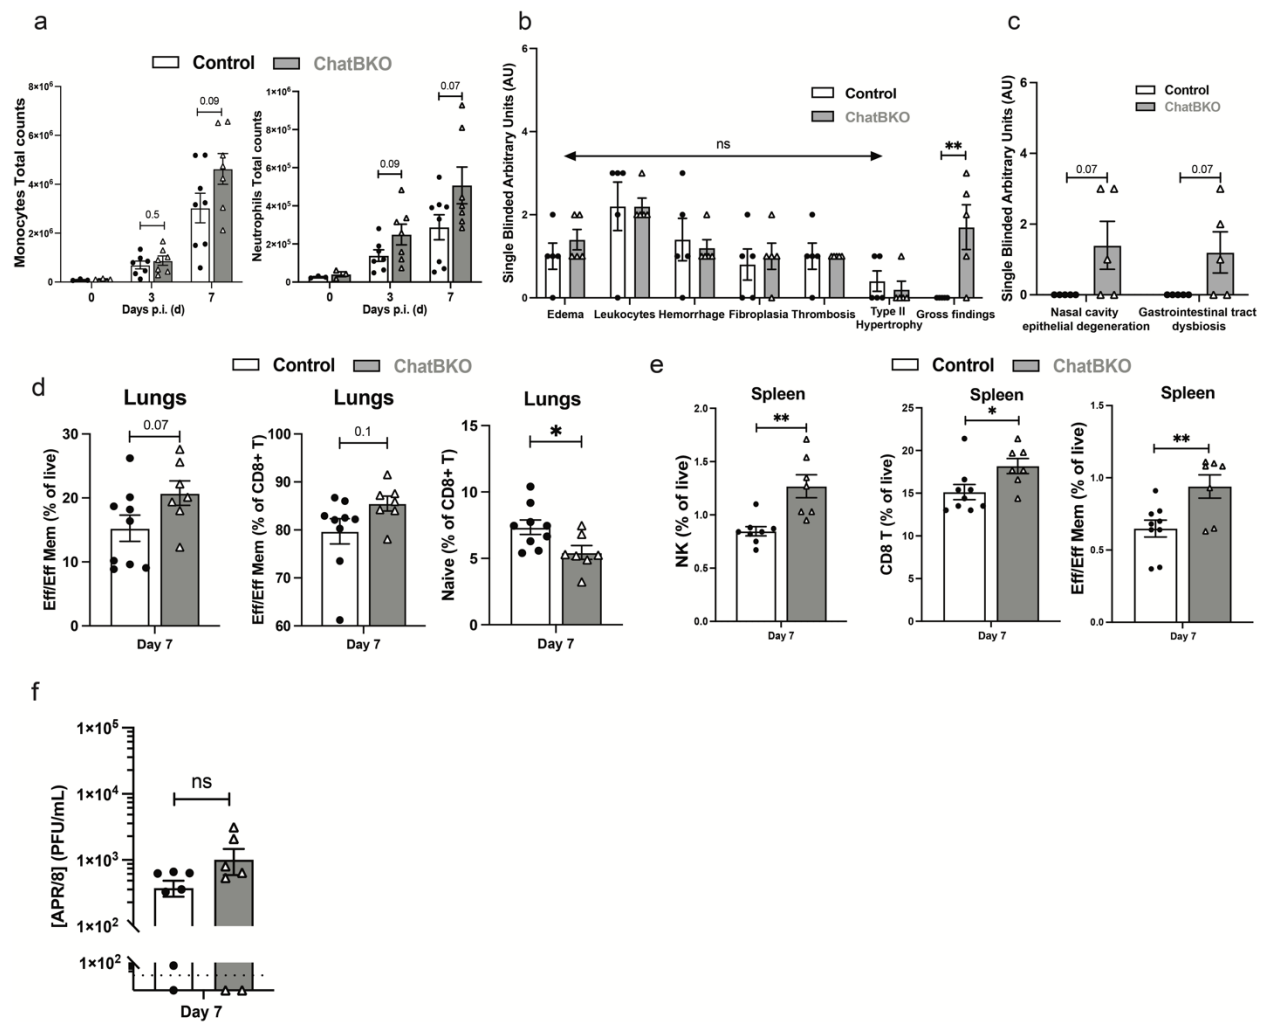 a
Control ChatBKO
Monocytes Total counts
8×10⁶
6×10⁶
4×10⁶
2×10⁶
0
0.5
0.09
0 3 7
Days p.i. (d)
Neutrophils Total counts
1×10⁶
8×10⁵
6×10⁵
4×10⁵
2×10⁵
0
0.09
0.07
0 3 7
Days p.i. (d)
b
Single Blinded Arbitrary Units (AU)
6
4
2
0
Control
ChatBKO
ns
**
Edema Leukocytes Hemorrhage Fibroplasia Thrombosis Type II Hypertrophy Gross findings
c
Single Blinded Arbitrary Units (AU)
6
4
2
0
Control
ChatBKO
0.07 0.07
Nasal cavity Gastrointestinal tract
epithelial degeneration dysbiosis
Control ChatBKO
d
Lungs
Eff/Eff Mem (% of live)
30
20
10
0
0.07
Day 7
Lungs
Eff/Eff Mem (% of CD8+ T)
100
90
80
70
60
0.1
Day 7
Lungs
Naive (% of CD8+ T)
15
10
5
0
*
Day 7
e
Control ChatBKO
Spleen
NK (% of live)
2.0
1.5
1.0
0.5
0.0
**
Day 7
Spleen
CD8 T (% of live)
25
20
15
10
5
0
*
Day 7
Spleen
Eff/Eff Mem (% of live)
1.5
1.0
0.5
0.0
**
Day 7
f
[APR/8] (PFU/mL)
1×10⁵
1×10⁴
1×10³
1×10²
1×10²
ns
Day 7